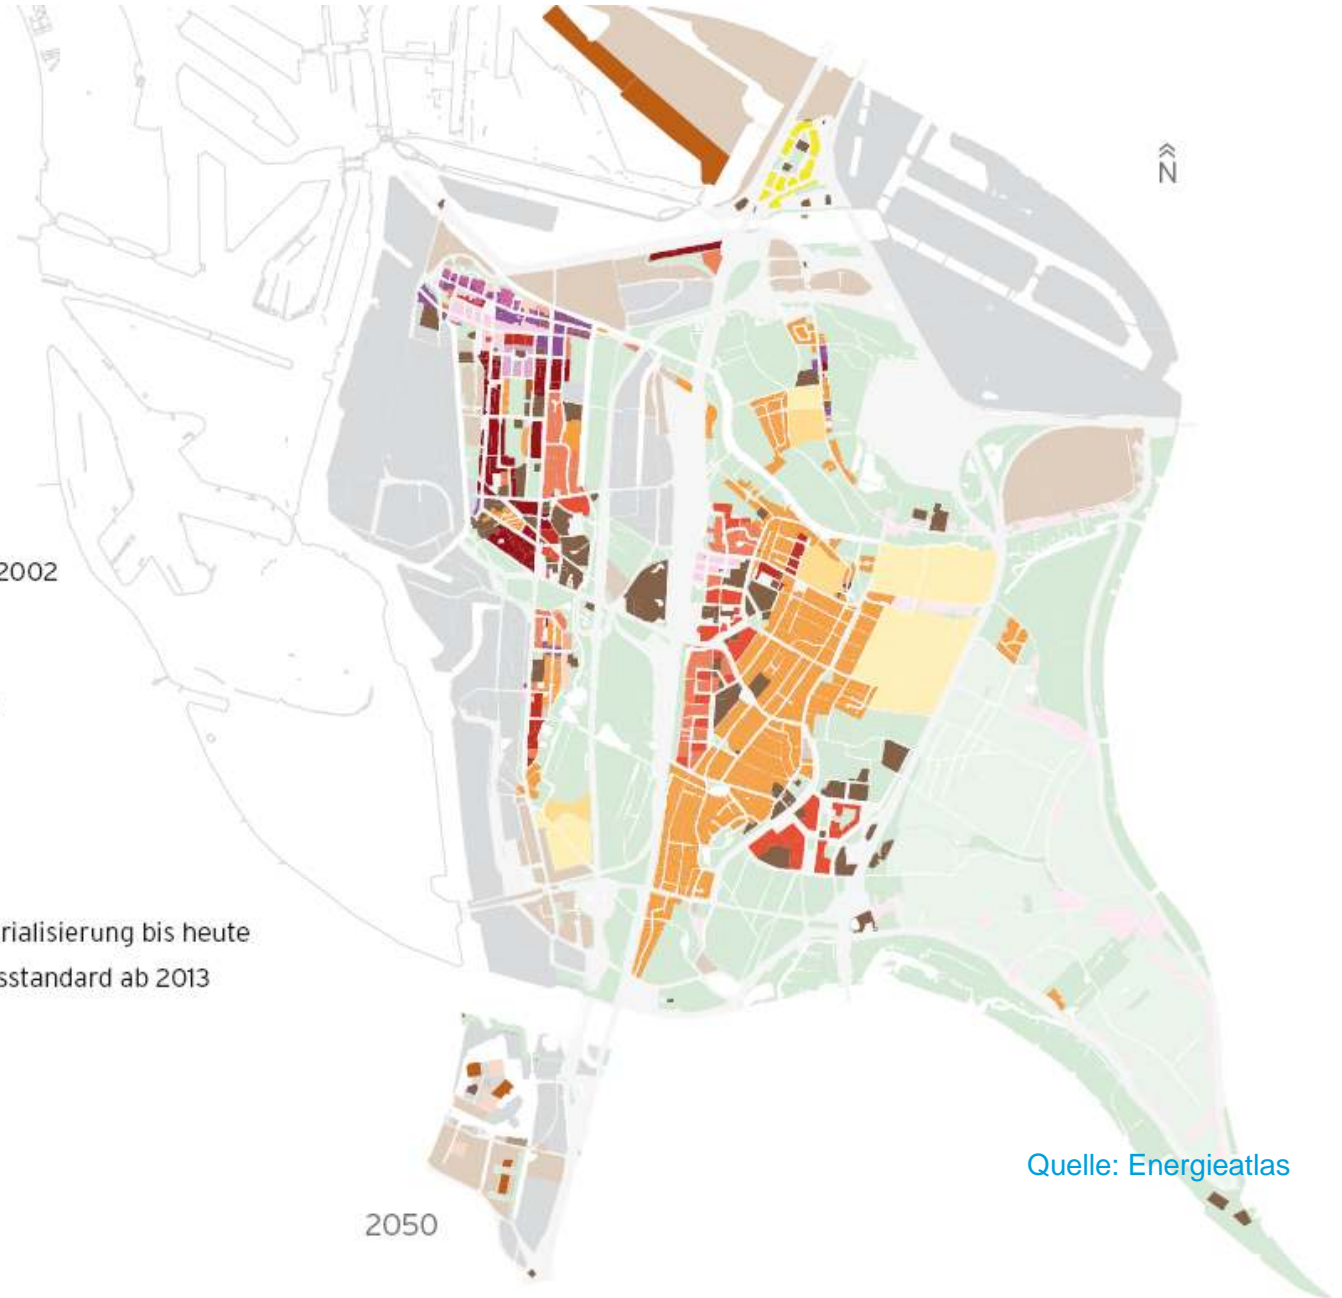 N
2002
rialisierung bis heute
sstandard ab 2013
Quelle: Energieatlas
2050